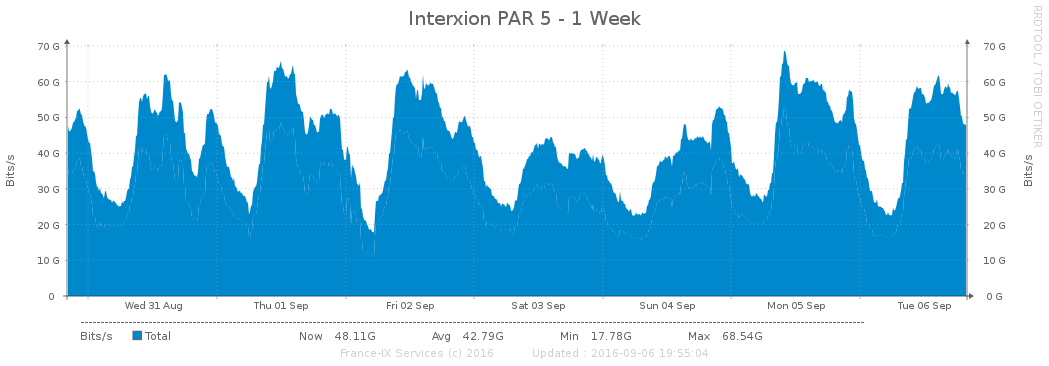 Interxion PAR 5 - 1 Week
RRDTOOL / TOBI OETIKER
70 G 70 G
60 G 60 G
50 G 50 G
40 G 40 G
30 G 30 G
20 G 20 G
10 G 10 G
0 0 G
Bits/s
Bits/s
Wed 31 Aug Thu 01 Sep Fri 02 Sep Sat 03 Sep Sun 04 Sep Mon 05 Sep Tue 06 Sep
Bits/s Total Now 48.11G Avg 42.79G Min 17.78G Max 68.54G
France-IX Services (c) 2016 Updated : 2016-09-06 19:55:04